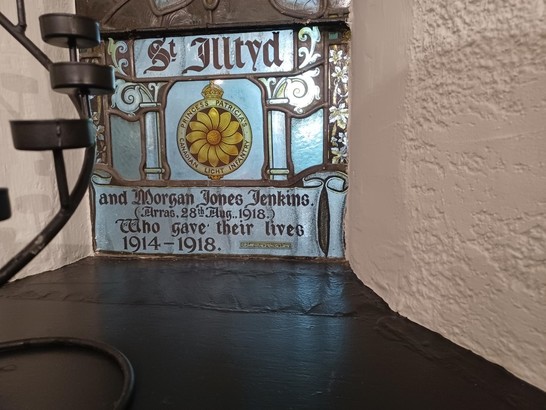 St Illtyd
PRINCESS PATRICIA'S
CANADIAN LIGHT INFANTRY
and Morgan Jones Jenkins.
(Arras, 28th Aug., 1918.)
Who gave their lives
1914-1918.